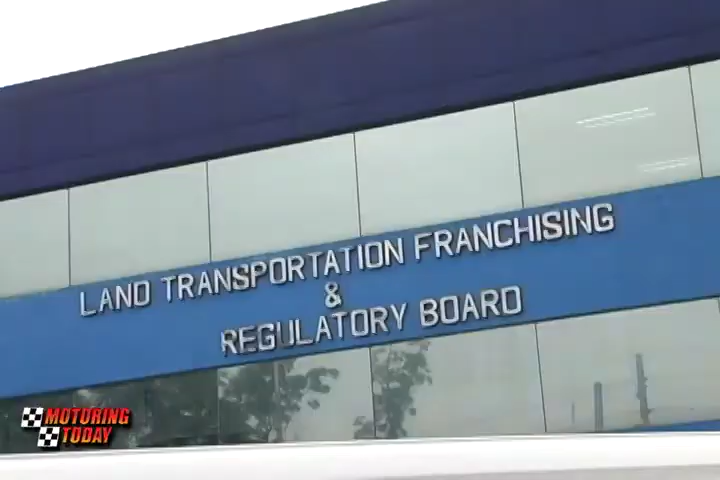 LAND TRANSPORTATION FRANCHISING
&
REGULATORY BOARD
MOTORING
TODAY